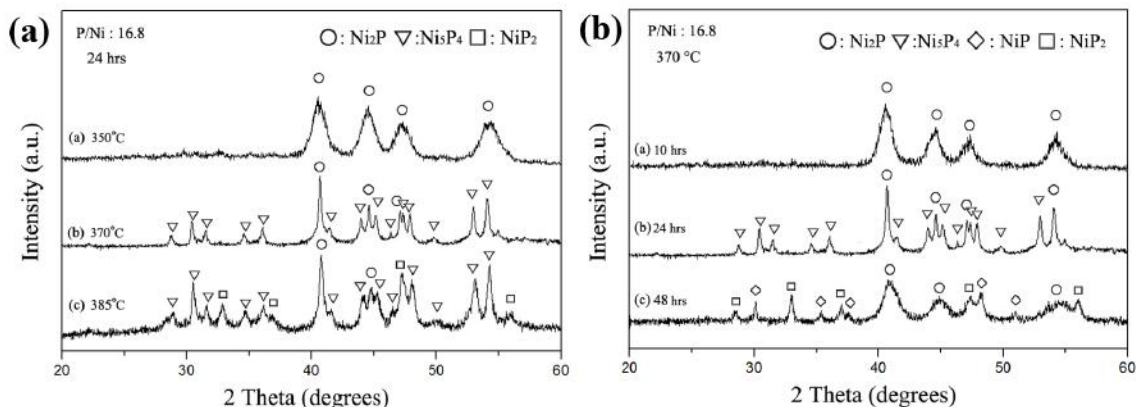 (a)
P/Ni : 16.8
24 hrs
○ : Ni₂P ▽ :Ni₅P₄ □ : NiP₂
(a) 350°C
(b) 370°C
(c) 385°C
Intensity (a.u.)
20 30 40 50 60
2 Theta (degrees)
(b)
P/Ni : 16.8
370 °C
○ : Ni₂P ▽ : Ni₅P₄ ◇ : NiP □ : NiP₂
(a) 10 hrs
(b) 24 hrs
(c) 48 hrs
Intensity (a.u.)
20 30 40 50 60
2 Theta (degrees)